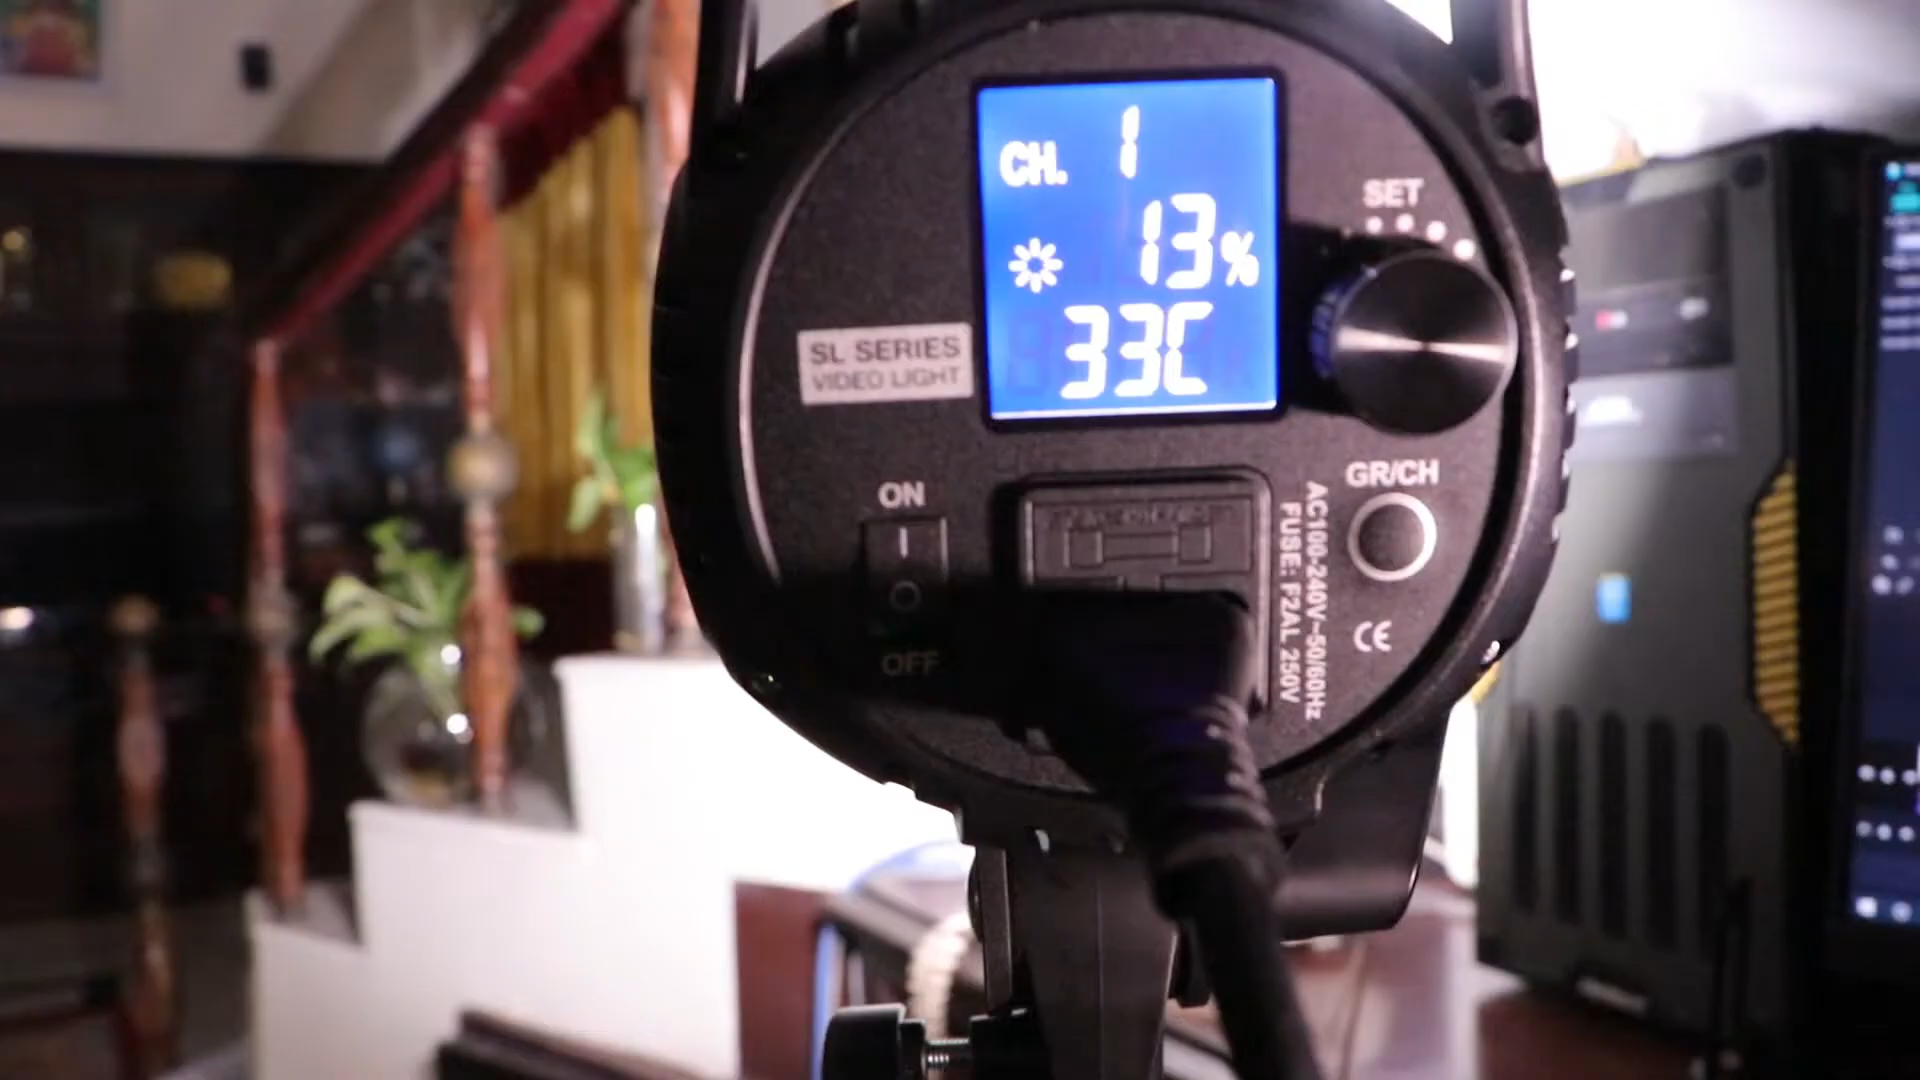 CH. 1
13%
33C
SET
SL SERIES
VIDEO LIGHT
ON
I
O
OFF
GR/CH
AC100-240V~50/60Hz
FUSE: F2AL 250V
CE